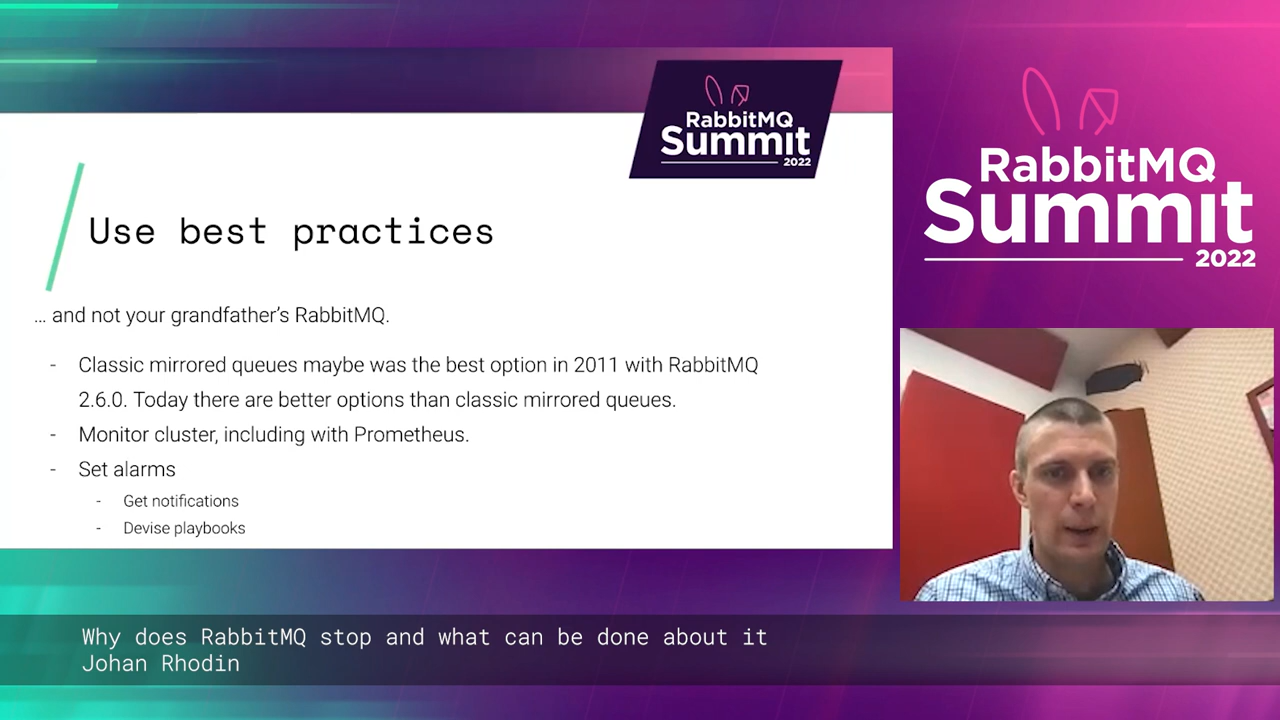 RabbitMQ
Summit
2022
Use best practices
… and not your grandfather's RabbitMQ.
- Classic mirrored queues maybe was the best option in 2011 with RabbitMQ
2.6.0. Today there are better options than classic mirrored queues.
- Monitor cluster, including with Prometheus.
- Set alarms
- Get notifications
- Devise playbooks
RabbitMQ
Summit
2022
Why does RabbitMQ stop and what can be done about it
Johan Rhodin